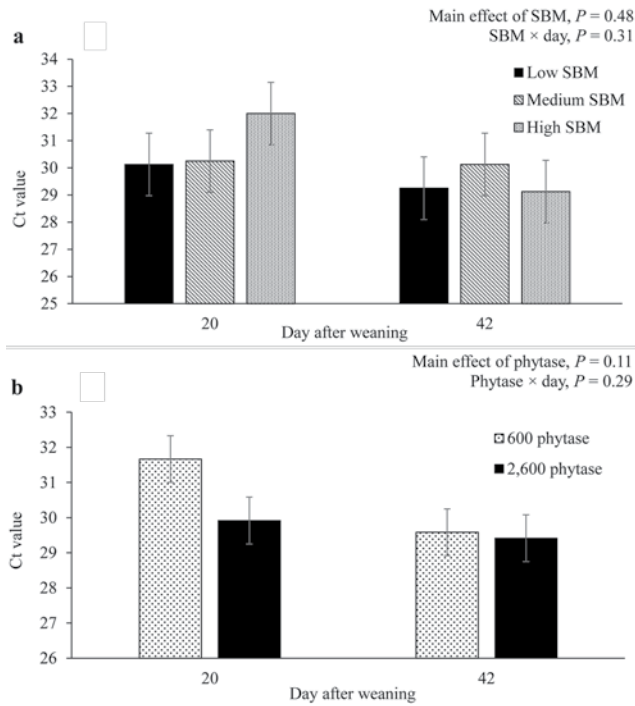 Main effect of SBM, P = 0.48
SBM × day, P = 0.31
a
Low SBM
Medium SBM
High SBM
33
32
31
30
29
28
27
26
25
Ct value
20
42
Day after weaning
Main effect of phytase, P = 0.11
Phytase × day, P = 0.29
b
600 phytase
2,600 phytase
33
32
31
30
29
28
27
26
Ct value
20
42
Day after weaning